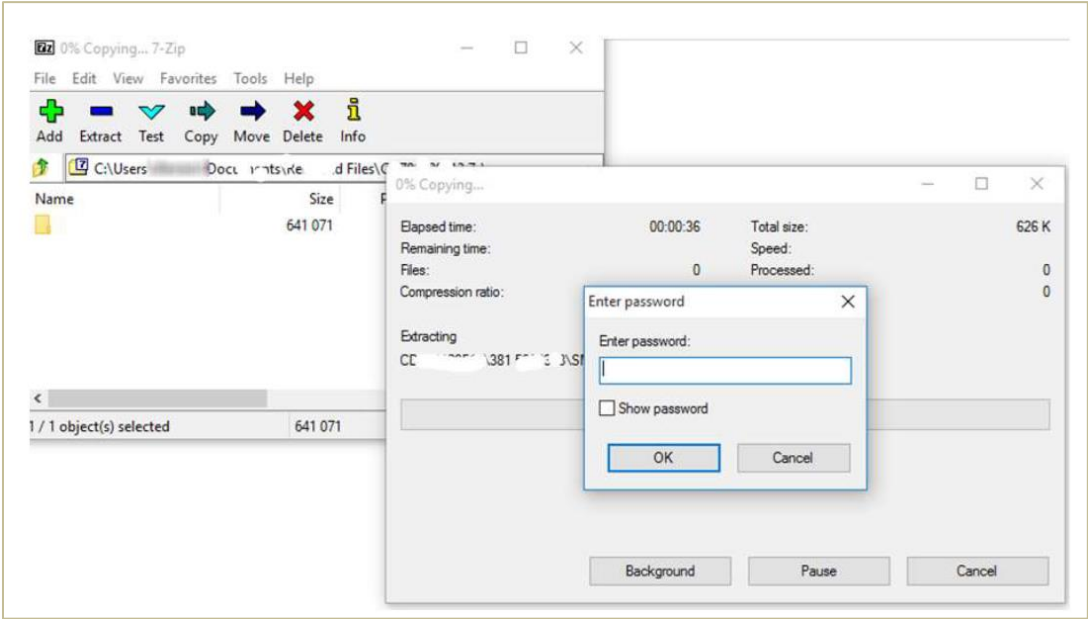 0% Copying... 7-Zip
File Edit View Favorites Tools Help
Add Extract Test Copy Move Delete Info
C:\Users
Name Size
641 071
1 / 1 object(s) selected 641 071
0% Copying...
Elapsed time: 00:00:36 Total size: 626 K
Remaining time: Speed:
Files: 0 Processed: 0
Compression ratio: 0
Extracting
Enter password
Enter password:
Show password
OK Cancel
Background Pause Cancel